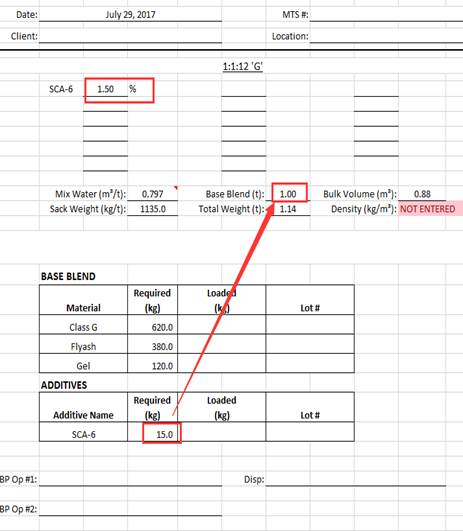 Date: July 29, 2017 MTS #:
Client: Location:
1:1:12 'G'
SCA-6 1.50 %
Mix Water (m³/t): 0.797 Base Blend (t): 1.00 Bulk Volume (m³): 0.88
Sack Weight (kg/t): 1135.0 Total Weight (t): 1.14 Density (kg/m³): NOT ENTERED
BASE BLEND
Material Required (kg) Loaded (kg) Lot #
Class G 620.0
Flyash 380.0
Gel 120.0
ADDITIVES
Additive Name Required (kg) Loaded (kg) Lot #
SCA-6 15.0
BP Op #1: Disp:
BP Op #2: